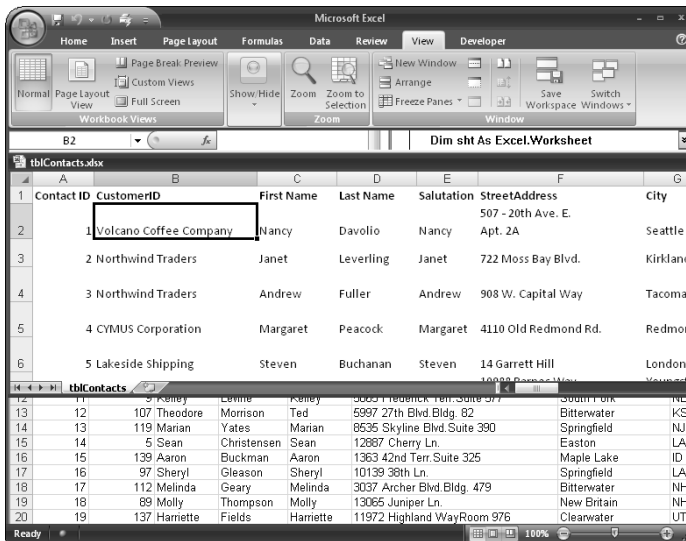 Microsoft Excel
Home Insert Page Layout Formulas Data Review View Developer
Normal Page Layout View Page Break Preview Custom Views Full Screen Workbook Views
Show/Hide
Zoom Zoom to Selection Zoom
New Window Arrange Freeze Panes Save Workspace Switch Windows Window
B2 fx Dim sht As Excel.Worksheet
tblContacts.xlsx
A B C D E F G
1 Contact ID CustomerID First Name Last Name Salutation StreetAddress City
2 1 Volcano Coffee Company Nancy Davolio Nancy 507 - 20th Ave. E. Apt. 2A Seattle
3 2 Northwind Traders Janet Leverling Janet 722 Moss Bay Blvd. Kirklan
4 3 Northwind Traders Andrew Fuller Andrew 908 W. Capital Way Tacoma
5 4 CYMUS Corporation Margaret Peacock Margaret 4110 Old Redmond Rd. Redmo
6 5 Lakeside Shipping Steven Buchanan Steven 14 Garrett Hill London
tblContacts
13 12 107 Theodore Morrison Ted 5997 27th Blvd.Bldg. 82 Bitterwater KS
14 13 119 Marian Yates Marian 8535 Skyline Blvd.Suite 390 Springfield NJ
15 14 5 Sean Christensen Sean 12887 Cherry Ln. Easton LA
16 15 139 Aaron Buckman Aaron 1363 42nd Terr.Suite 325 Maple Lake ID
17 16 97 Sheryl Gleason Sheryl 10139 38th Ln. Springfield LA
18 17 112 Melinda Geary Melinda 3037 Archer Blvd.Bldg. 479 Bitterwater NH
19 18 89 Molly Thompson Molly 13065 Juniper Ln. New Britain NH
20 19 137 Harriette Fields Harriette 11972 Highland WayRoom 976 Clearwater UT
Ready 100%